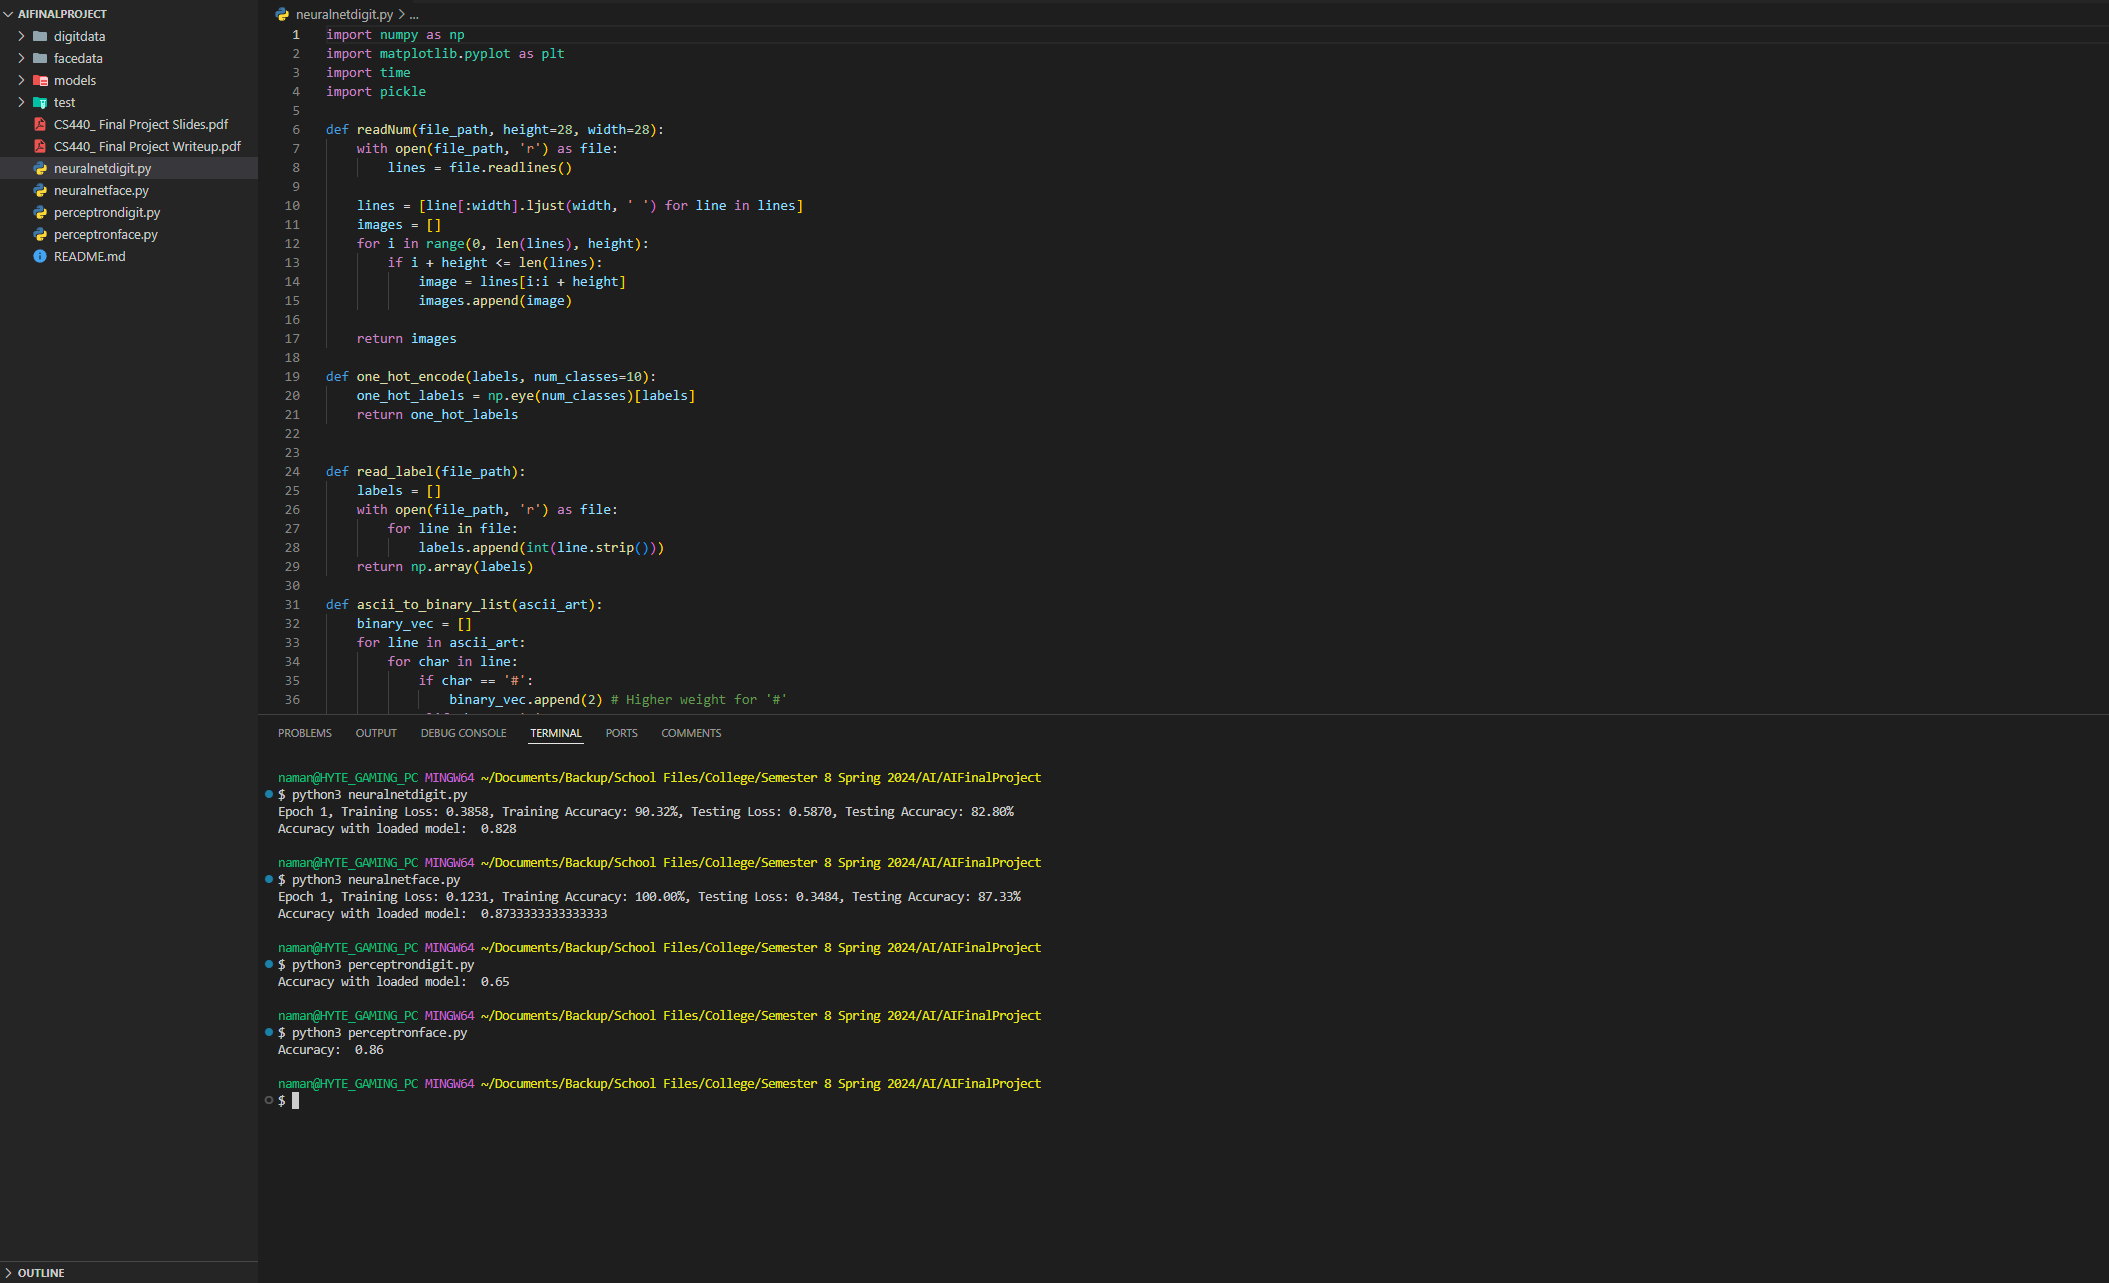 AIFINALPROJECT
digitdata
facedata
models
test
CS440_ Final Project Slides.pdf
CS440_ Final Project Writeup.pdf
neuralnetdigit.py
neuralnetface.py
perceptrondigit.py
perceptronface.py
README.md
OUTLINE
neuralnetdigit.py > ...
1 import numpy as np
2 import matplotlib.pyplot as plt
3 import time
4 import pickle
5
6 def readNum(file_path, height=28, width=28):
7     with open(file_path, 'r') as file:
8         lines = file.readlines()
9
10     lines = [line[:width].ljust(width, ' ') for line in lines]
11     images = []
12     for i in range(0, len(lines), height):
13         if i + height <= len(lines):
14             image = lines[i:i + height]
15             images.append(image)
16
17     return images
18
19 def one_hot_encode(labels, num_classes=10):
20     one_hot_labels = np.eye(num_classes)[labels]
21     return one_hot_labels
22
23
24 def read_label(file_path):
25     labels = []
26     with open(file_path, 'r') as file:
27         for line in file:
28             labels.append(int(line.strip()))
29     return np.array(labels)
30
31 def ascii_to_binary_list(ascii_art):
32     binary_vec = []
33     for line in ascii_art:
34         for char in line:
35             if char == '#':
36                 binary_vec.append(2) # Higher weight for '#'
PROBLEMS OUTPUT DEBUG CONSOLE TERMINAL PORTS COMMENTS
naman@HYTE_GAMING_PC MINGW64 ~/Documents/Backup/School Files/College/Semester 8 Spring 2024/AI/AIFinalProject
$ python3 neuralnetdigit.py
Epoch 1, Training Loss: 0.3858, Training Accuracy: 90.32%, Testing Loss: 0.5870, Testing Accuracy: 82.80%
Accuracy with loaded model:  0.828
naman@HYTE_GAMING_PC MINGW64 ~/Documents/Backup/School Files/College/Semester 8 Spring 2024/AI/AIFinalProject
$ python3 neuralnetface.py
Epoch 1, Training Loss: 0.1231, Training Accuracy: 100.00%, Testing Loss: 0.3484, Testing Accuracy: 87.33%
Accuracy with loaded model:  0.8733333333333333
naman@HYTE_GAMING_PC MINGW64 ~/Documents/Backup/School Files/College/Semester 8 Spring 2024/AI/AIFinalProject
$ python3 perceptrondigit.py
Accuracy with loaded model:  0.65
naman@HYTE_GAMING_PC MINGW64 ~/Documents/Backup/School Files/College/Semester 8 Spring 2024/AI/AIFinalProject
$ python3 perceptronface.py
Accuracy:  0.86
naman@HYTE_GAMING_PC MINGW64 ~/Documents/Backup/School Files/College/Semester 8 Spring 2024/AI/AIFinalProject
$